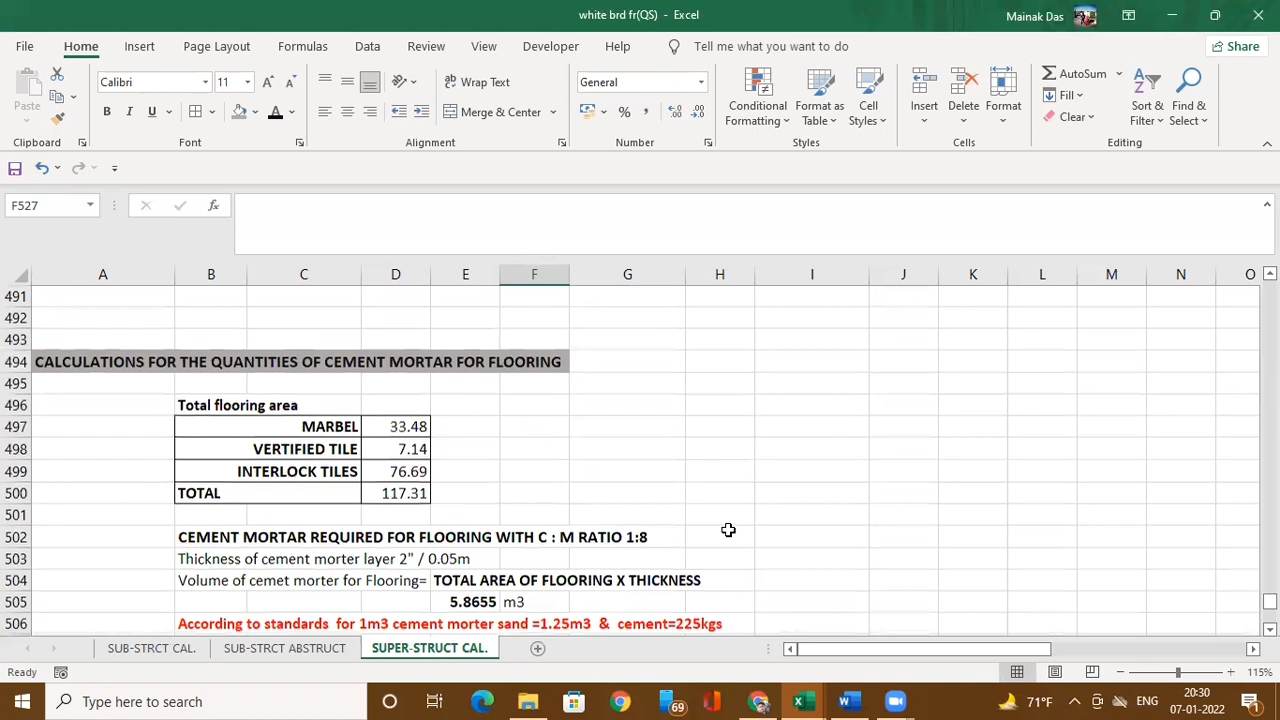 white brd fr(QS) - Excel
Mainak Das
File Home Insert Page Layout Formulas Data Review View Developer Help Tell me what you want to do Share
Paste
Calibri 11 A A
B I U A
Wrap Text
Merge & Center
General
% ,
Conditional Formatting
Format as Table
Cell Styles
Insert
Delete
Format
AutoSum
Fill
Clear
Sort & Filter
Find & Select
Clipboard Font Alignment Number Styles Cells Editing
F527 fx
A B C D E F G H I J K L M N O
491
492
493
494 CALCULATIONS FOR THE QUANTITIES OF CEMENT MORTAR FOR FLOORING
495
496 Total flooring area
497 MARBEL 33.48
498 VERTIFIED TILE 7.14
499 INTERLOCK TILES 76.69
500 TOTAL 117.31
501
502 CEMENT MORTAR REQUIRED FOR FLOORING WITH C : M RATIO 1:8
503 Thickness of cement morter layer 2" / 0.05m
504 Volume of cemet morter for Flooring= TOTAL AREA OF FLOORING X THICKNESS
505 5.8655 m3
506 According to standards for 1m3 cement morter sand =1.25m3 & cement=225kgs
SUB-STRCT CAL. SUB-STRCT ABSTRUCT SUPER-STRUCT CAL.
Ready 115%
Type here to search 69 71°F ENG 20:30
07-01-2022 1